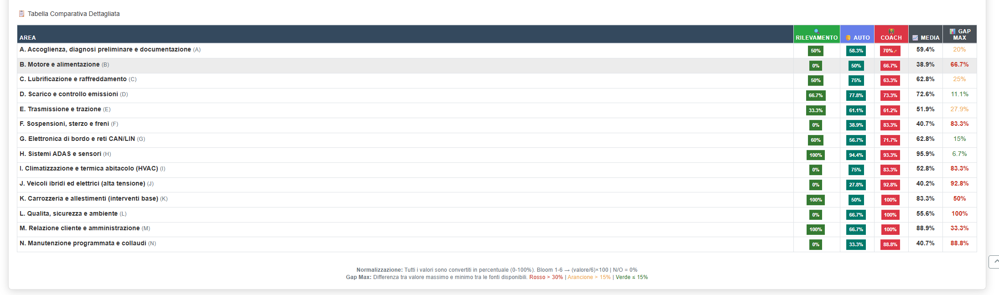 Tabella Comparativa Dettagliata
AREA RILEVAMENTO AUTO COACH MEDIA GAP MAX
A. Accoglienza, diagnosi preliminare e documentazione (A) 50% 58.3% 70% 59.4% 20%
B. Motore e alimentazione (B) 0% 50% 66.7% 38.9% 66.7%
C. Lubrificazione e raffreddamento (C) 50% 75% 63.3% 62.8% 25%
D. Scarico e controllo emissioni (D) 66.7% 77.8% 73.3% 72.6% 11.1%
E. Trasmissione e trazione (E) 33.3% 61.1% 61.2% 51.9% 27.9%
F. Sospensioni, sterzo e freni (F) 0% 38.9% 83.3% 40.7% 83.3%
G. Elettronica di bordo e reti CAN/LIN (G) 60% 56.7% 71.7% 62.8% 15%
H. Sistemi ADAS e sensori (H) 100% 94.4% 93.3% 95.9% 6.7%
I. Climatizzazione e termica abitacolo (HVAC) (I) 0% 75% 83.3% 52.8% 83.3%
J. Veicoli ibridi ed elettrici (alta tensione) (J) 0% 27.8% 92.8% 40.2% 92.8%
K. Carrozzeria e allestimenti (interventi base) (K) 100% 50% 100% 83.3% 50%
L. Qualita, sicurezza e ambiente (L) 0% 66.7% 100% 55.6% 100%
M. Relazione cliente e amministrazione (M) 100% 66.7% 100% 88.9% 33.3%
N. Manutenzione programmata e collaudi (N) 0% 33.3% 88.8% 40.7% 88.8%
Normalizzazione: Tutti i valori sono convertiti in percentuale (0-100%). Bloom 1-6 → (valore/6)×100 | N/O = 0%
Gap Max: Differenza tra valore massimo e minimo tra le fonti disponibili. Rosso > 30% | Arancione > 15% | Verde ≤ 15%